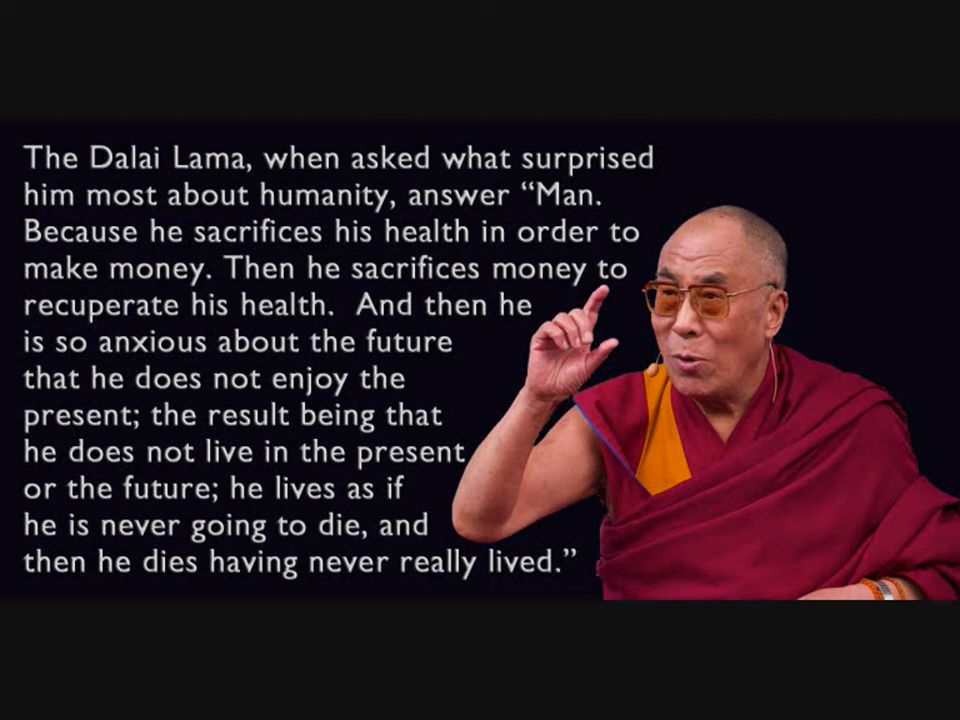 The Dalai Lama, when asked what surprised
him most about humanity, answer “Man.
Because he sacrifices his health in order to
make money. Then he sacrifices money to
recuperate his health. And then he
is so anxious about the future
that he does not enjoy the
present; the result being that
he does not live in the present
or the future; he lives as if
he is never going to die, and
then he dies having never really lived.”